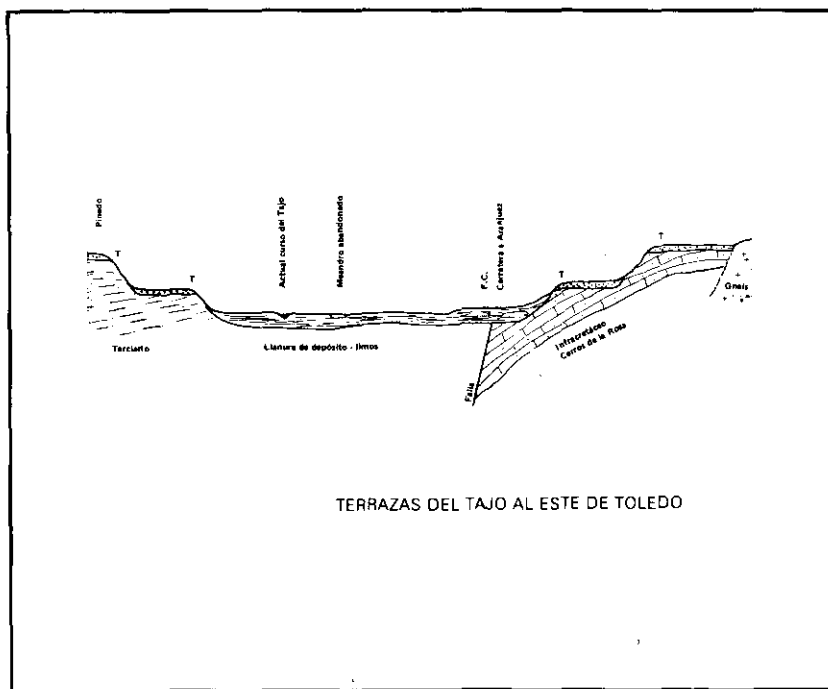 Pinedo
Actual curso del Tajo
Meandro abandonado
F.C.
Carretera a Aranjuez
T
T
T
T
Gneis
Terciario
Llanura de depósito - limos
Falla
Infracretáceo
Cerros de la Rosa
TERRAZAS DEL TAJO AL ESTE DE TOLEDO